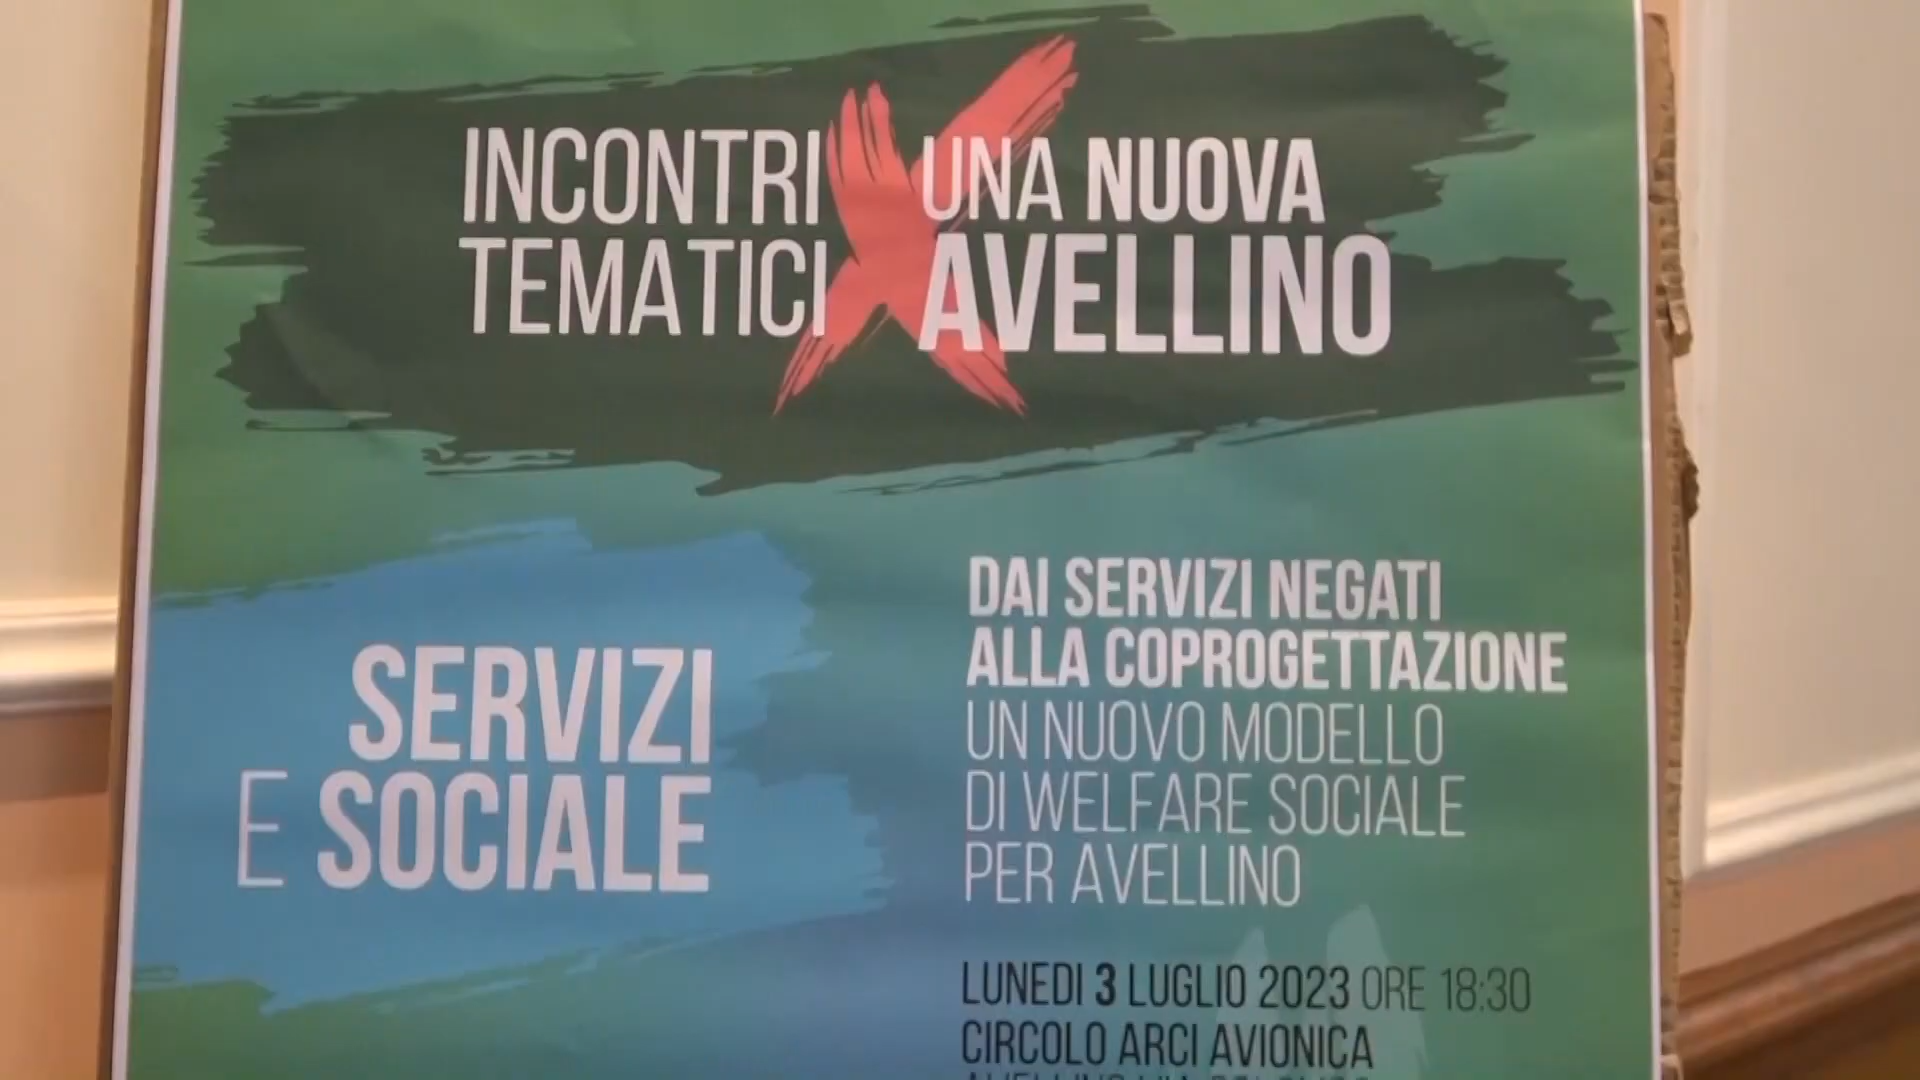 INCONTRI
TEMATICI
X
UNA NUOVA
AVELLINO
SERVIZI
E SOCIALE
DAI SERVIZI NEGATI
ALLA COPROGETTAZIONE
UN NUOVO MODELLO
DI WELFARE SOCIALE
PER AVELLINO
LUNEDI 3 LUGLIO 2023 ORE 18:30
CIRCOLO ARCI AVIONICA